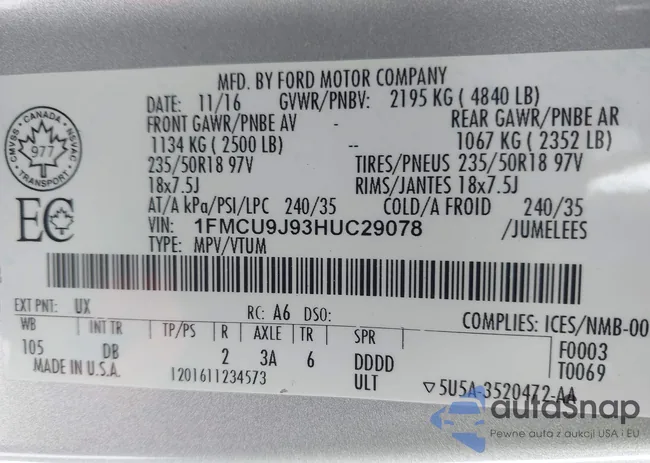 MFD. BY FORD MOTOR COMPANY
DATE: 11/16 GVWR/PNBV: 2195 KG ( 4840 LB)
FRONT GAWR/PNBE AV REAR GAWR/PNBE AR
1134 KG ( 2500 LB) -- 1067 KG ( 2352 LB)
235/50R18 97V TIRES/PNEUS 235/50R18 97V
18x7.5J RIMS/JANTES 18x7.5J
AT/A kPa/PSI/LPC 240/35 COLD/A FROID 240/35
VIN: 1FMCU9J93HUC29078 /JUMELEES
TYPE: MPV/VTUM
CANADA
CMVSS NSVAC
977
TRANSPORT
EC
EXT PNT: UX RC: A6 DSO: COMPLIES: ICES/NMB-00
WB INT TR TP/PS R AXLE TR SPR F0003
105 DB 2 3A 6 DDDD T0069
MADE IN U.S.A. 1201611234573 ULT ▽5U5A-3520472-AA
autoSnap
Pewne auta z aukcji USA i EU